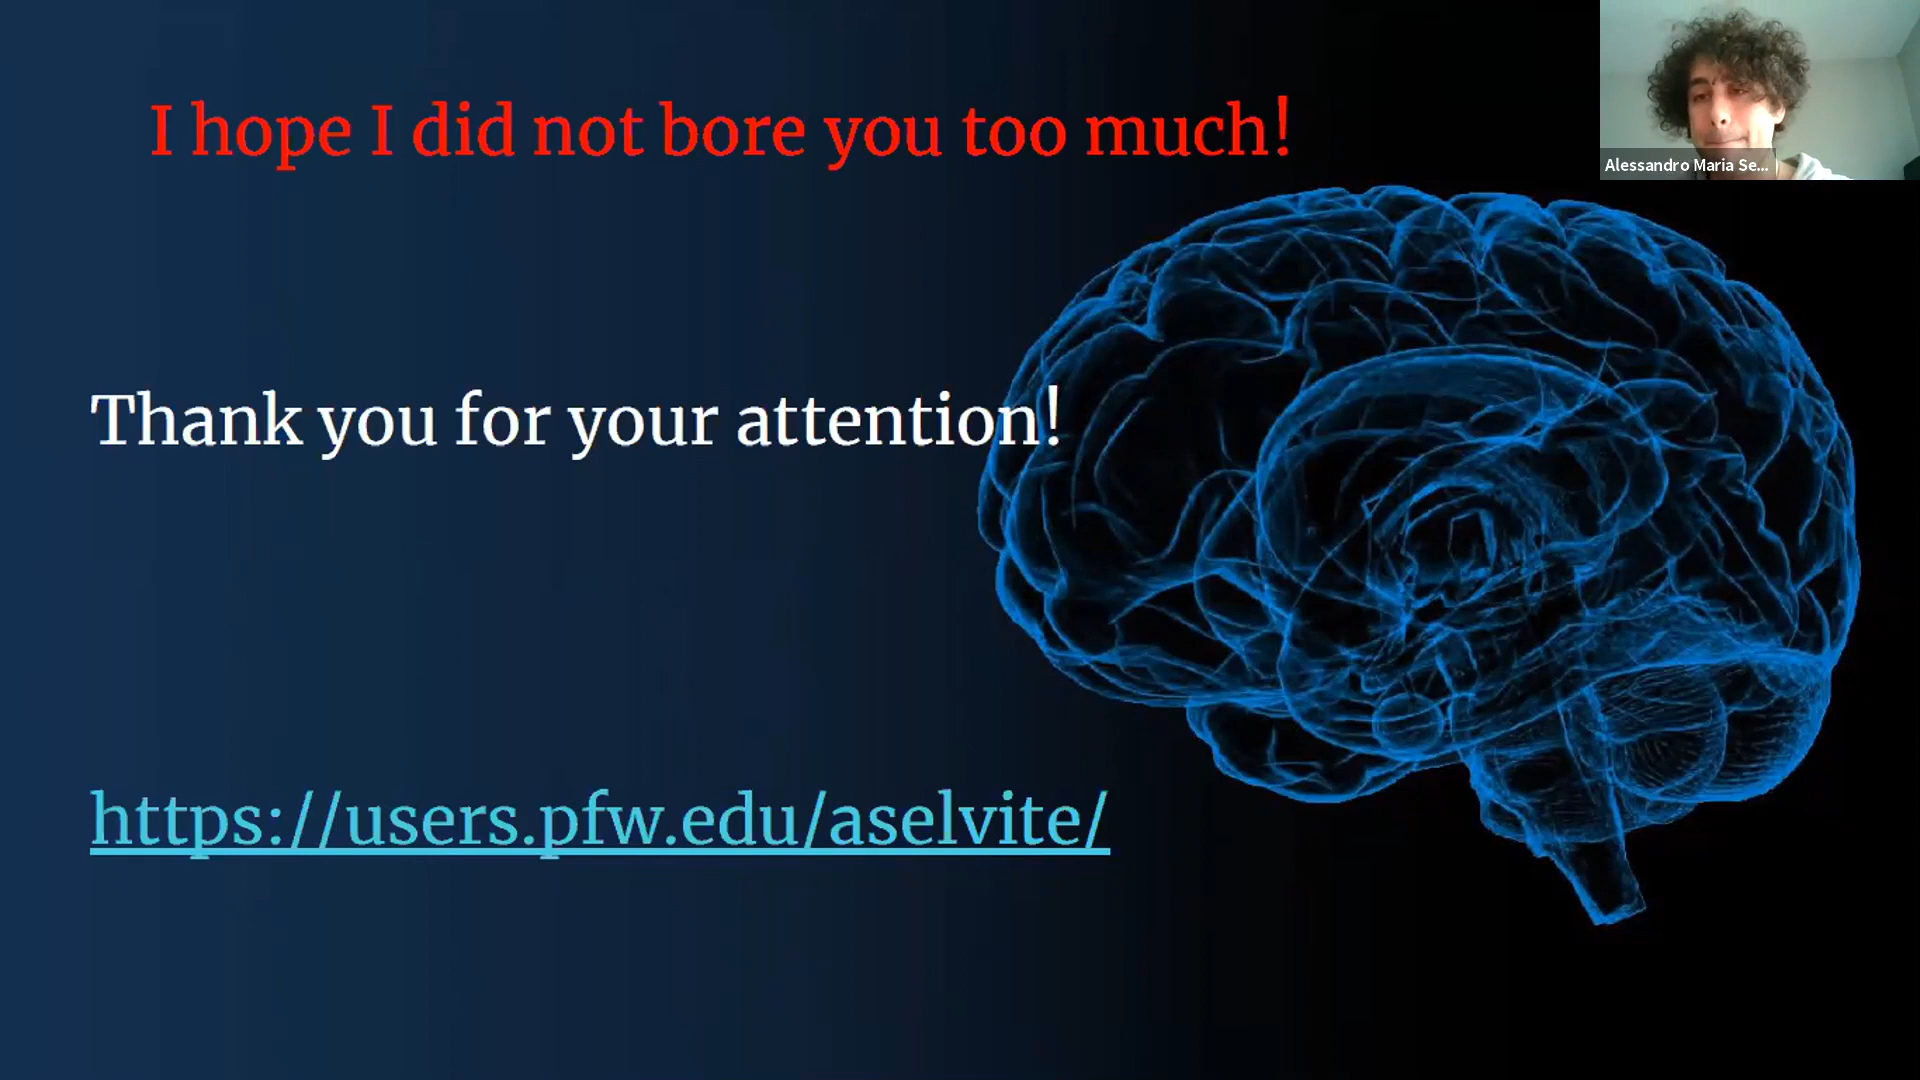 I hope I did not bore you too much!
Alessandro Maria Se...
Thank you for your attention!
https://users.pfw.edu/aselvite/